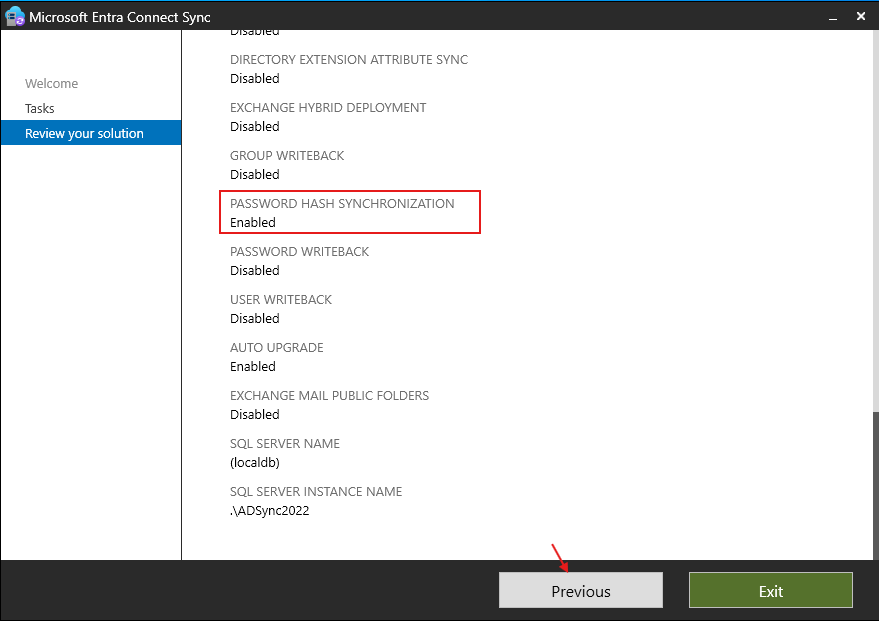 Microsoft Entra Connect Sync
Welcome
Tasks
Review your solution
Disabled
DIRECTORY EXTENSION ATTRIBUTE SYNC
Disabled
EXCHANGE HYBRID DEPLOYMENT
Disabled
GROUP WRITEBACK
Disabled
PASSWORD HASH SYNCHRONIZATION
Enabled
PASSWORD WRITEBACK
Disabled
USER WRITEBACK
Disabled
AUTO UPGRADE
Enabled
EXCHANGE MAIL PUBLIC FOLDERS
Disabled
SQL SERVER NAME
(localdb)
SQL SERVER INSTANCE NAME
.\ADSync2022
Previous
Exit